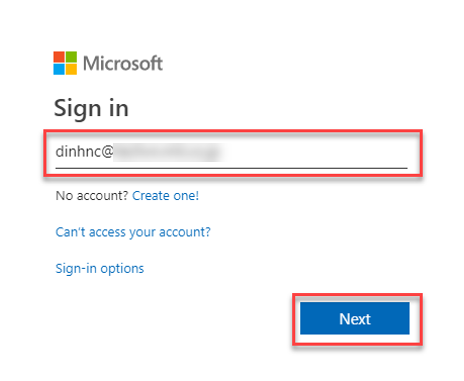 Microsoft
Sign in
dinhnc@
No account? Create one!
Can't access your account?
Sign-in options
Next